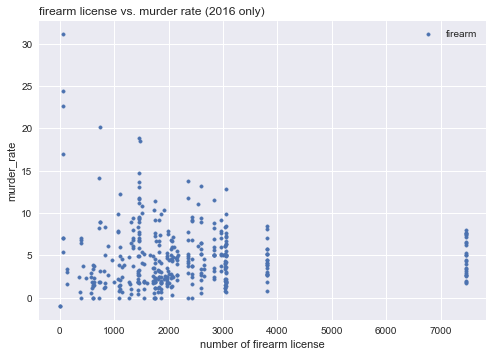 firearm license vs. murder rate (2016 only)
firearm
murder_rate
30
25
20
15
10
5
0
0 1000 2000 3000 4000 5000 6000 7000
number of firearm license